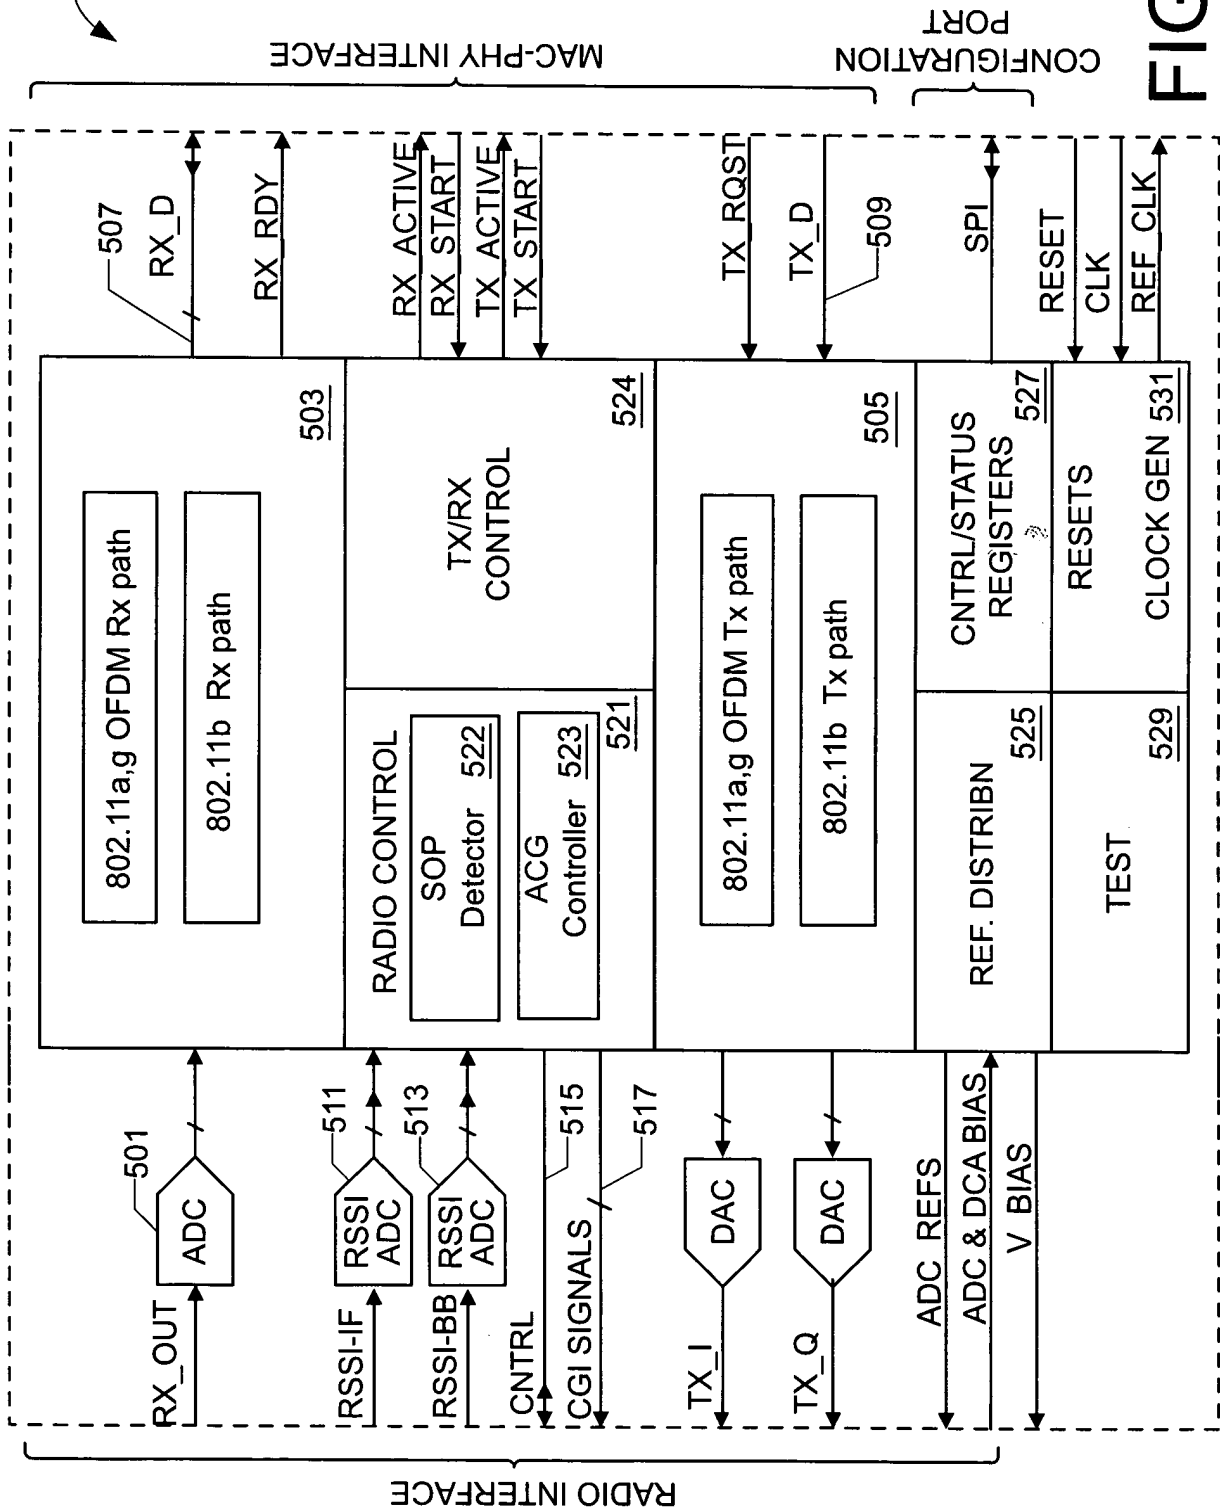 RADIO INTERFACE
RX_OUT
ADC
501
RSSI-IF
RSSI
ADC
511
RSSI-BB
RSSI
ADC
513
CNTRL
515
CGI SIGNALS
517
TX_I
DAC
TX_Q
DAC
ADC REFS
ADC & DCA BIAS
V BIAS
802.11a,g OFDM Rx path
802.11b Rx path
503
RADIO CONTROL
SOP
Detector 522
ACG
Controller 523
521
TX/RX
CONTROL
524
802.11a,g OFDM Tx path
802.11b Tx path
505
REF. DISTRIBN
525
CNTRL/STATUS
REGISTERS
527
TEST
529
RESETS
CLOCK GEN 531
507
RX_D
RX_RDY
RX_ACTIVE
RX_START
TX_ACTIVE
TX_START
TX_RQST
TX_D
509
SPI
RESET
CLK
REF_CLK
MAC-PHY INTERFACE
CONFIGURATION
PORT
FIG